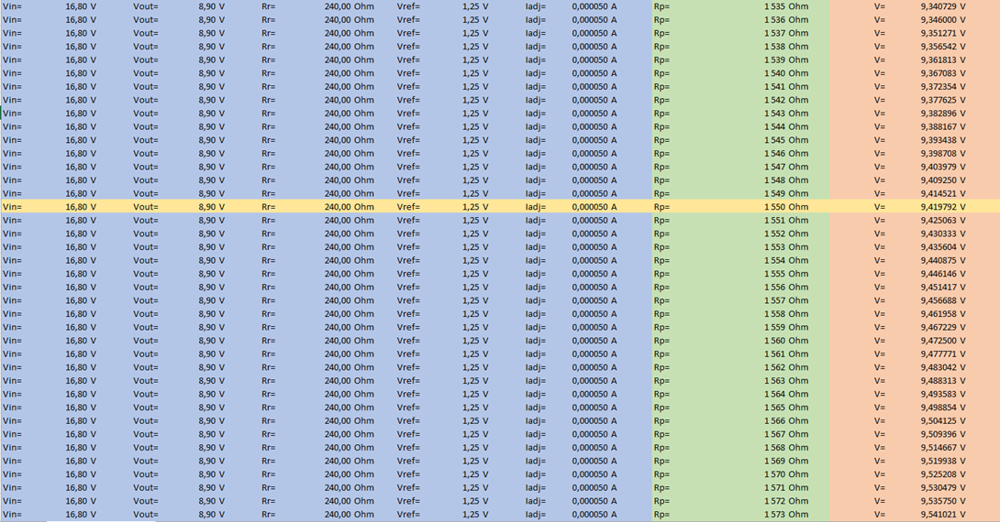 Vin= 16,80 V Vout= 8,90 V Rr= 240,00 Ohm Vref= 1,25 V Iadj= 0,000050 A Rp= 1 535 Ohm V= 9,340729 V
Vin= 16,80 V Vout= 8,90 V Rr= 240,00 Ohm Vref= 1,25 V Iadj= 0,000050 A Rp= 1 536 Ohm V= 9,346000 V
Vin= 16,80 V Vout= 8,90 V Rr= 240,00 Ohm Vref= 1,25 V Iadj= 0,000050 A Rp= 1 537 Ohm V= 9,351271 V
Vin= 16,80 V Vout= 8,90 V Rr= 240,00 Ohm Vref= 1,25 V Iadj= 0,000050 A Rp= 1 538 Ohm V= 9,356542 V
Vin= 16,80 V Vout= 8,90 V Rr= 240,00 Ohm Vref= 1,25 V Iadj= 0,000050 A Rp= 1 539 Ohm V= 9,361813 V
Vin= 16,80 V Vout= 8,90 V Rr= 240,00 Ohm Vref= 1,25 V Iadj= 0,000050 A Rp= 1 540 Ohm V= 9,367083 V
Vin= 16,80 V Vout= 8,90 V Rr= 240,00 Ohm Vref= 1,25 V Iadj= 0,000050 A Rp= 1 541 Ohm V= 9,372354 V
Vin= 16,80 V Vout= 8,90 V Rr= 240,00 Ohm Vref= 1,25 V Iadj= 0,000050 A Rp= 1 542 Ohm V= 9,377625 V
Vin= 16,80 V Vout= 8,90 V Rr= 240,00 Ohm Vref= 1,25 V Iadj= 0,000050 A Rp= 1 543 Ohm V= 9,382896 V
Vin= 16,80 V Vout= 8,90 V Rr= 240,00 Ohm Vref= 1,25 V Iadj= 0,000050 A Rp= 1 544 Ohm V= 9,388167 V
Vin= 16,80 V Vout= 8,90 V Rr= 240,00 Ohm Vref= 1,25 V Iadj= 0,000050 A Rp= 1 545 Ohm V= 9,393438 V
Vin= 16,80 V Vout= 8,90 V Rr= 240,00 Ohm Vref= 1,25 V Iadj= 0,000050 A Rp= 1 546 Ohm V= 9,398708 V
Vin= 16,80 V Vout= 8,90 V Rr= 240,00 Ohm Vref= 1,25 V Iadj= 0,000050 A Rp= 1 547 Ohm V= 9,403979 V
Vin= 16,80 V Vout= 8,90 V Rr= 240,00 Ohm Vref= 1,25 V Iadj= 0,000050 A Rp= 1 548 Ohm V= 9,409250 V
Vin= 16,80 V Vout= 8,90 V Rr= 240,00 Ohm Vref= 1,25 V Iadj= 0,000050 A Rp= 1 549 Ohm V= 9,414521 V
Vin= 16,80 V Vout= 8,90 V Rr= 240,00 Ohm Vref= 1,25 V Iadj= 0,000050 A Rp= 1 550 Ohm V= 9,419792 V
Vin= 16,80 V Vout= 8,90 V Rr= 240,00 Ohm Vref= 1,25 V Iadj= 0,000050 A Rp= 1 551 Ohm V= 9,425063 V
Vin= 16,80 V Vout= 8,90 V Rr= 240,00 Ohm Vref= 1,25 V Iadj= 0,000050 A Rp= 1 552 Ohm V= 9,430333 V
Vin= 16,80 V Vout= 8,90 V Rr= 240,00 Ohm Vref= 1,25 V Iadj= 0,000050 A Rp= 1 553 Ohm V= 9,435604 V
Vin= 16,80 V Vout= 8,90 V Rr= 240,00 Ohm Vref= 1,25 V Iadj= 0,000050 A Rp= 1 554 Ohm V= 9,440875 V
Vin= 16,80 V Vout= 8,90 V Rr= 240,00 Ohm Vref= 1,25 V Iadj= 0,000050 A Rp= 1 555 Ohm V= 9,446146 V
Vin= 16,80 V Vout= 8,90 V Rr= 240,00 Ohm Vref= 1,25 V Iadj= 0,000050 A Rp= 1 556 Ohm V= 9,451417 V
Vin= 16,80 V Vout= 8,90 V Rr= 240,00 Ohm Vref= 1,25 V Iadj= 0,000050 A Rp= 1 557 Ohm V= 9,456688 V
Vin= 16,80 V Vout= 8,90 V Rr= 240,00 Ohm Vref= 1,25 V Iadj= 0,000050 A Rp= 1 558 Ohm V= 9,461958 V
Vin= 16,80 V Vout= 8,90 V Rr= 240,00 Ohm Vref= 1,25 V Iadj= 0,000050 A Rp= 1 559 Ohm V= 9,467229 V
Vin= 16,80 V Vout= 8,90 V Rr= 240,00 Ohm Vref= 1,25 V Iadj= 0,000050 A Rp= 1 560 Ohm V= 9,472500 V
Vin= 16,80 V Vout= 8,90 V Rr= 240,00 Ohm Vref= 1,25 V Iadj= 0,000050 A Rp= 1 561 Ohm V= 9,477771 V
Vin= 16,80 V Vout= 8,90 V Rr= 240,00 Ohm Vref= 1,25 V Iadj= 0,000050 A Rp= 1 562 Ohm V= 9,483042 V
Vin= 16,80 V Vout= 8,90 V Rr= 240,00 Ohm Vref= 1,25 V Iadj= 0,000050 A Rp= 1 563 Ohm V= 9,488313 V
Vin= 16,80 V Vout= 8,90 V Rr= 240,00 Ohm Vref= 1,25 V Iadj= 0,000050 A Rp= 1 564 Ohm V= 9,493583 V
Vin= 16,80 V Vout= 8,90 V Rr= 240,00 Ohm Vref= 1,25 V Iadj= 0,000050 A Rp= 1 565 Ohm V= 9,498854 V
Vin= 16,80 V Vout= 8,90 V Rr= 240,00 Ohm Vref= 1,25 V Iadj= 0,000050 A Rp= 1 566 Ohm V= 9,504125 V
Vin= 16,80 V Vout= 8,90 V Rr= 240,00 Ohm Vref= 1,25 V Iadj= 0,000050 A Rp= 1 567 Ohm V= 9,509396 V
Vin= 16,80 V Vout= 8,90 V Rr= 240,00 Ohm Vref= 1,25 V Iadj= 0,000050 A Rp= 1 568 Ohm V= 9,514667 V
Vin= 16,80 V Vout= 8,90 V Rr= 240,00 Ohm Vref= 1,25 V Iadj= 0,000050 A Rp= 1 569 Ohm V= 9,519938 V
Vin= 16,80 V Vout= 8,90 V Rr= 240,00 Ohm Vref= 1,25 V Iadj= 0,000050 A Rp= 1 570 Ohm V= 9,525208 V
Vin= 16,80 V Vout= 8,90 V Rr= 240,00 Ohm Vref= 1,25 V Iadj= 0,000050 A Rp= 1 571 Ohm V= 9,530479 V
Vin= 16,80 V Vout= 8,90 V Rr= 240,00 Ohm Vref= 1,25 V Iadj= 0,000050 A Rp= 1 572 Ohm V= 9,535750 V
Vin= 16,80 V Vout= 8,90 V Rr= 240,00 Ohm Vref= 1,25 V Iadj= 0,000050 A Rp= 1 573 Ohm V= 9,541021 V